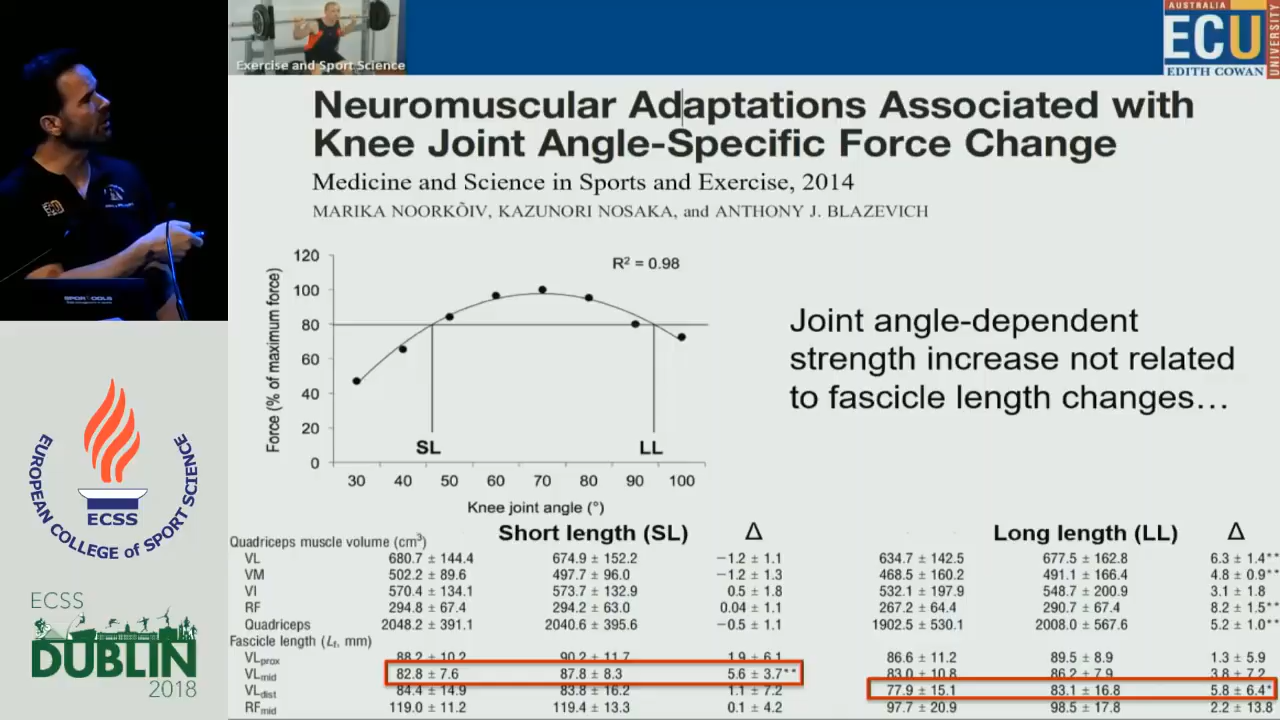 Exercise and Sport Science
AUSTRALIA
ECU
EDITH COWAN
UNIVERSITY
Neuromuscular Adaptations Associated with
Knee Joint Angle-Specific Force Change
Medicine and Science in Sports and Exercise, 2014
MARIKA NOORKÕIV, KAZUNORI NOSAKA, and ANTHONY J. BLAZEVICH
Force (% of maximum force)
120
100
80
60
40
20
0
R² = 0.98
SL
LL
30 40 50 60 70 80 90 100
Knee joint angle (°)
Joint angle-dependent
strength increase not related
to fascicle length changes…
Short length (SL) Δ Long length (LL) Δ
Quadriceps muscle volume (cm³)
VL 680.7 ± 144.4 674.9 ± 152.2 −1.2 ± 1.1 634.7 ± 142.5 677.5 ± 162.8 6.3 ± 1.4**
VM 502.2 ± 89.6 497.7 ± 96.0 −1.2 ± 1.3 468.5 ± 160.2 491.1 ± 166.4 4.8 ± 0.9**
VI 570.4 ± 134.1 573.7 ± 132.9 0.5 ± 1.8 532.1 ± 197.9 548.7 ± 200.9 3.1 ± 1.8
RF 294.8 ± 67.4 294.2 ± 63.0 0.04 ± 1.1 267.2 ± 64.4 290.7 ± 67.4 8.2 ± 1.5**
Quadriceps 2048.2 ± 391.1 2040.6 ± 395.6 −0.5 ± 1.1 1902.5 ± 530.1 2008.0 ± 567.6 5.2 ± 1.0**
Fascicle length (Lf, mm)
VLprox 88.2 ± 10.2 90.2 ± 11.7 1.9 ± 6.1 86.6 ± 11.2 89.5 ± 8.9 1.3 ± 5.9
VLmid 82.8 ± 7.6 87.8 ± 8.3 5.6 ± 3.7** 83.0 ± 10.8 86.2 ± 7.9 3.8 ± 7.2
VLdist 84.4 ± 14.9 83.8 ± 16.2 1.1 ± 7.2 77.9 ± 15.1 83.1 ± 16.8 5.8 ± 6.4*
RFmid 119.0 ± 11.2 119.4 ± 13.3 0.1 ± 4.2 97.7 ± 20.9 98.5 ± 17.8 2.2 ± 13.8
EUROPEAN COLLEGE of SPORT SCIENCE
ECSS
ECSS
DUBLIN
2018